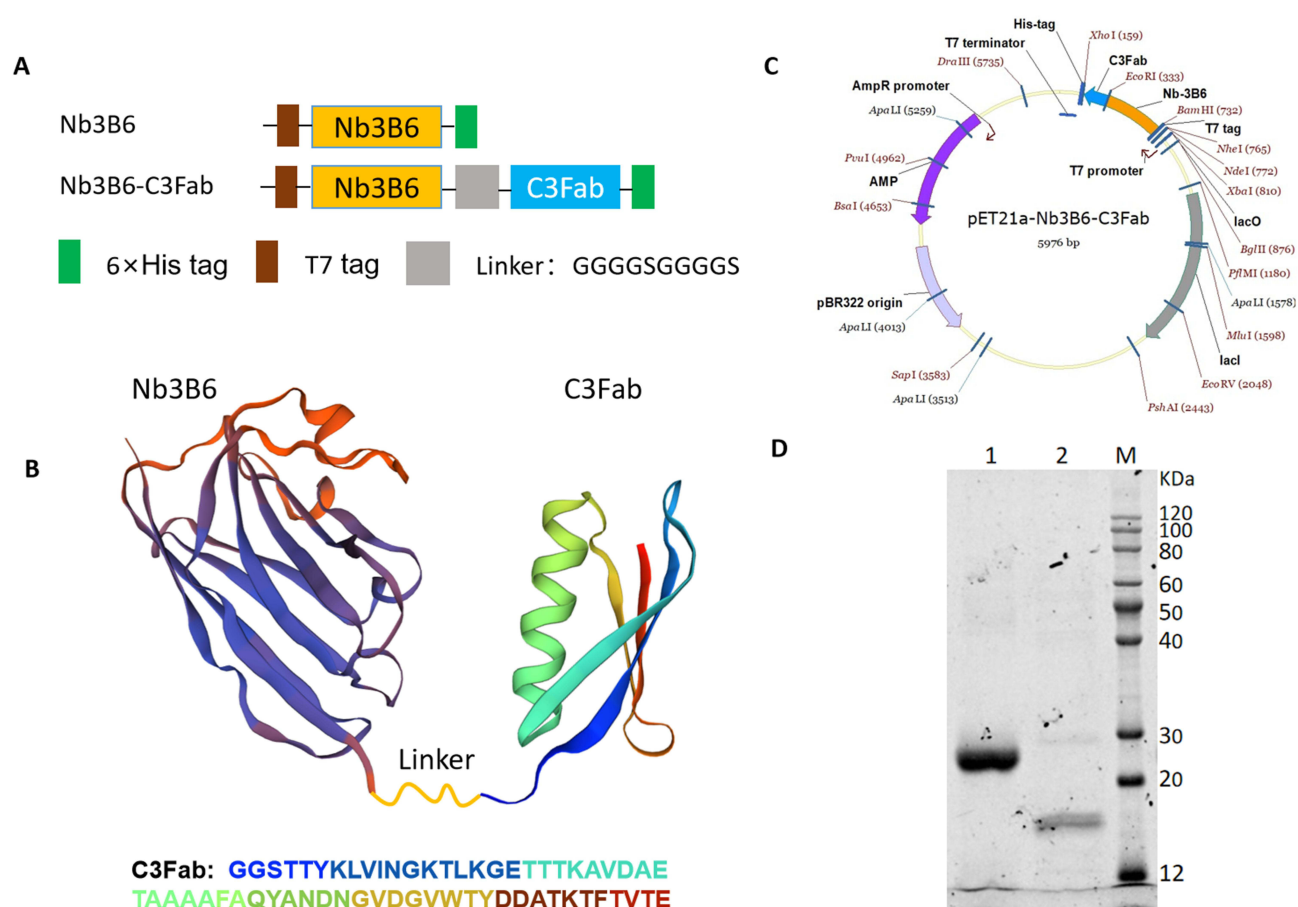 A
Nb3B6
Nb3B6
Nb3B6-C3Fab
Nb3B6
C3Fab
6×His tag
T7 tag
Linker: GGGGSGGGGS
B
Nb3B6
C3Fab
Linker
C3Fab: GGSTTYKLVINGKTLKGETTTKAVDAE
TAAAAFAQYANDNGVDGVWTYDDATKTFTVTE
C
His-tag
XhoI (159)
T7 terminator
C3Fab
DraIII (5735)
EcoRI (333)
AmpR promoter
Nb-3B6
ApaLI (5259)
BamHI (732)
T7 tag
NheI (765)
PvuI (4962)
T7 promoter
NdeI (772)
AMP
XbaI (810)
BsaI (4653)
pET21a-Nb3B6-C3Fab
lacO
5976 bp
BglII (876)
PflMI (1180)
pBR322 origin
ApaLI (1578)
ApaLI (4013)
MluI (1598)
lacI
SapI (3583)
EcoRV (2048)
ApaLI (3513)
PshAI (2443)
D
1 2 M
KDa
120
100
80
60
50
40
30
20
12